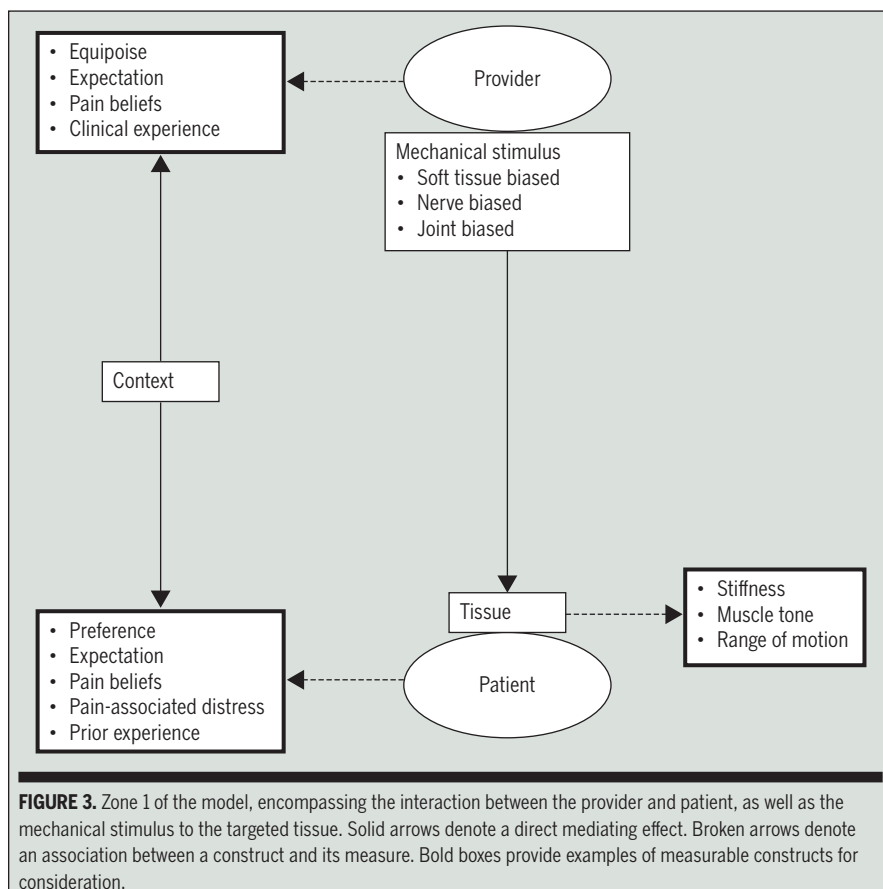 • Equipoise
• Expectation
• Pain beliefs
• Clinical experience
Provider
Mechanical stimulus
• Soft tissue biased
• Nerve biased
• Joint biased
Context
• Preference
• Expectation
• Pain beliefs
• Pain-associated distress
• Prior experience
Tissue
Patient
• Stiffness
• Muscle tone
• Range of motion
FIGURE 3. Zone 1 of the model, encompassing the interaction between the provider and patient, as well as the
mechanical stimulus to the targeted tissue. Solid arrows denote a direct mediating effect. Broken arrows denote
an association between a construct and its measure. Bold boxes provide examples of measurable constructs for
consideration.